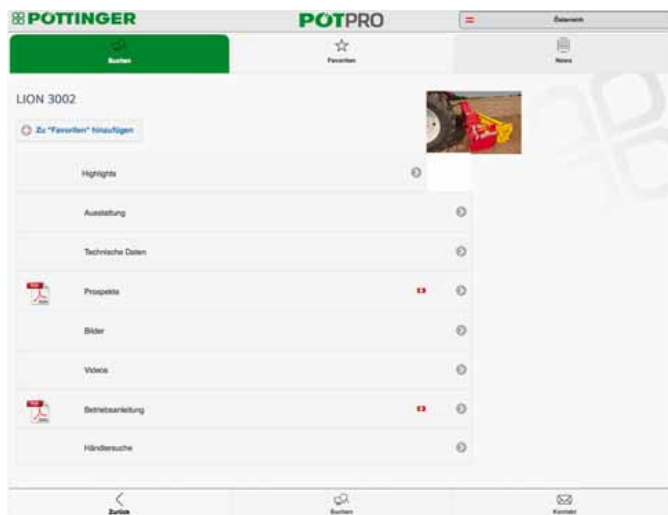 PÖTTINGER
PÖTPRO
Österreich
Suchen
Favoriten
News
LION 3002
Zu "Favoriten" hinzufügen
Highlights
Ausstattung
Technische Daten
Prospekte
Bilder
Videos
Betriebsanleitung
Händlersuche
Zurück
Suchen
Kontakt